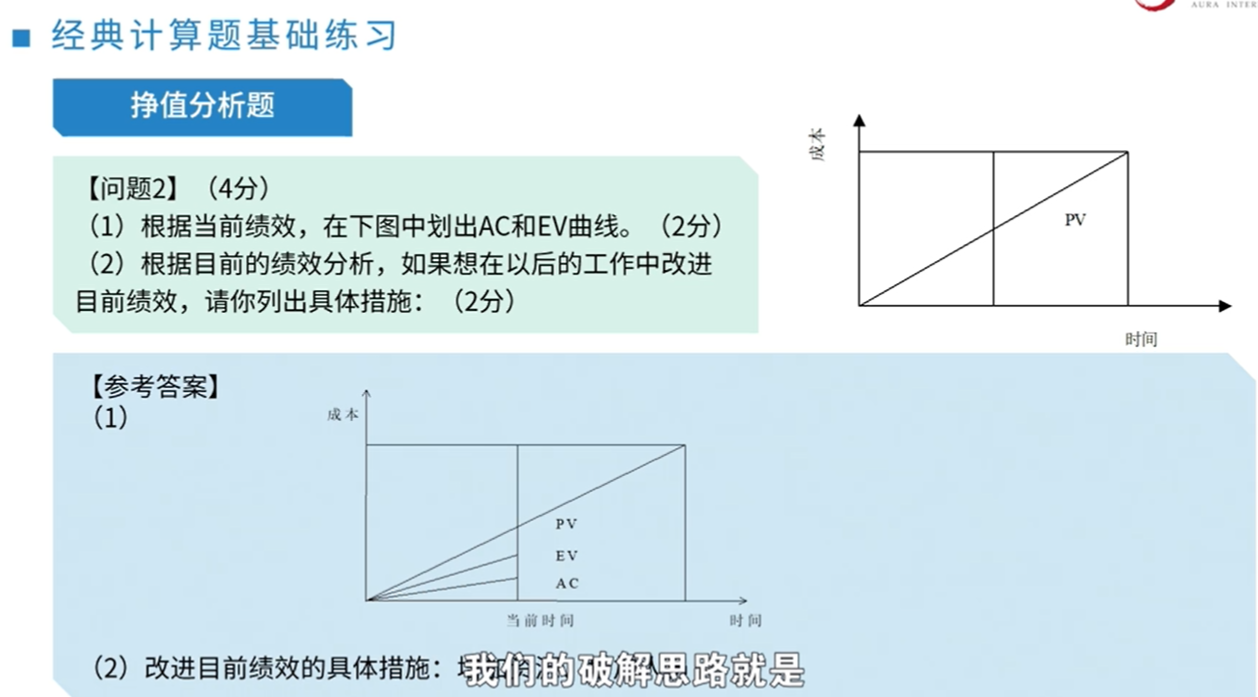 AURA INTER
经典计算题基础练习
挣值分析题
【问题2】（4分）
（1）根据当前绩效，在下图中划出AC和EV曲线。（2分）
（2）根据目前的绩效分析，如果想在以后的工作中改进
目前绩效，请你列出具体措施：（2分）
成本
PV
时间
【参考答案】
（1）
成本
PV
EV
AC
当前时间
时间
（2）改进目前绩效的具体措施：
我们的破解思路就是